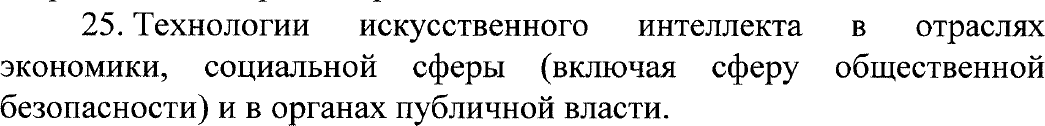 25. Технологии искусственного интеллекта в отраслях
экономики, социальной сферы (включая сферу общественной
безопасности) и в органах публичной власти.